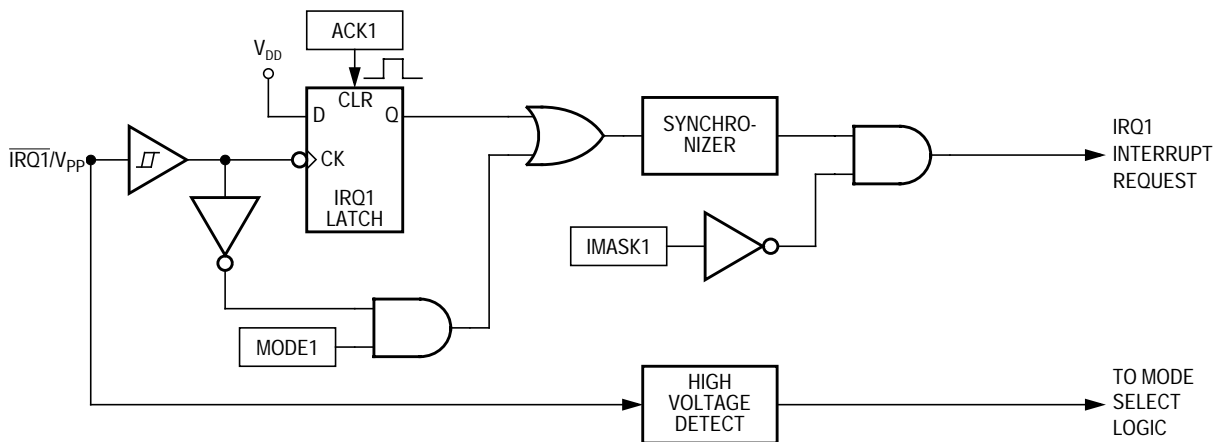 ACK1
V_DD
CLR
D
Q
CK
IRQ1
LATCH
IRQ1/V_PP
SYNCHRO-
NIZER
IRQ1
INTERRUPT
REQUEST
IMASK1
MODE1
HIGH
VOLTAGE
DETECT
TO MODE
SELECT
LOGIC